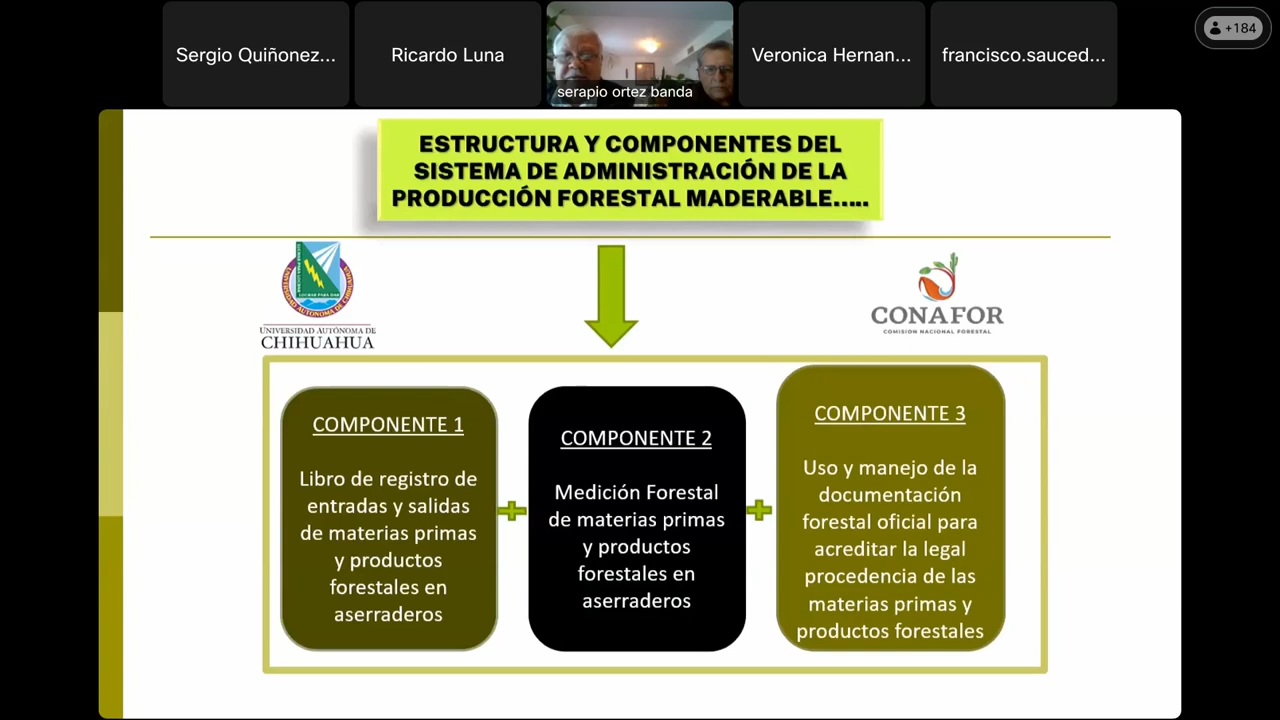 Sergio Quiñonez...
Ricardo Luna
serapio ortez banda
Veronica Hernan...
francisco.sauced...
+184
ESTRUCTURA Y COMPONENTES DEL
SISTEMA DE ADMINISTRACIÓN DE LA
PRODUCCIÓN FORESTAL MADERABLE.....
UNIVERSIDAD AUTÓNOMA DE
CHIHUAHUA
CONAFOR
COMISIÓN NACIONAL FORESTAL
COMPONENTE 1
Libro de registro de
entradas y salidas
de materias primas
y productos
forestales en
aserraderos
COMPONENTE 2
Medición Forestal
de materias primas
y productos
forestales en
aserraderos
COMPONENTE 3
Uso y manejo de la
documentación
forestal oficial para
acreditar la legal
procedencia de las
materias primas y
productos forestales